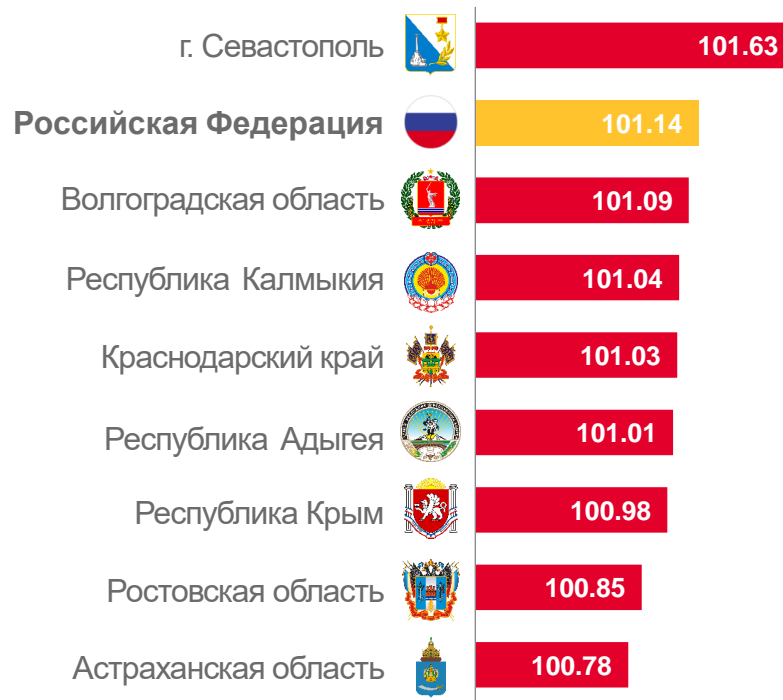 г. Севастополь 101.63
Российская Федерация 101.14
Волгоградская область 101.09
Республика Калмыкия 101.04
Краснодарский край 101.03
Республика Адыгея 101.01
Республика Крым 100.98
Ростовская область 100.85
Астраханская область 100.78